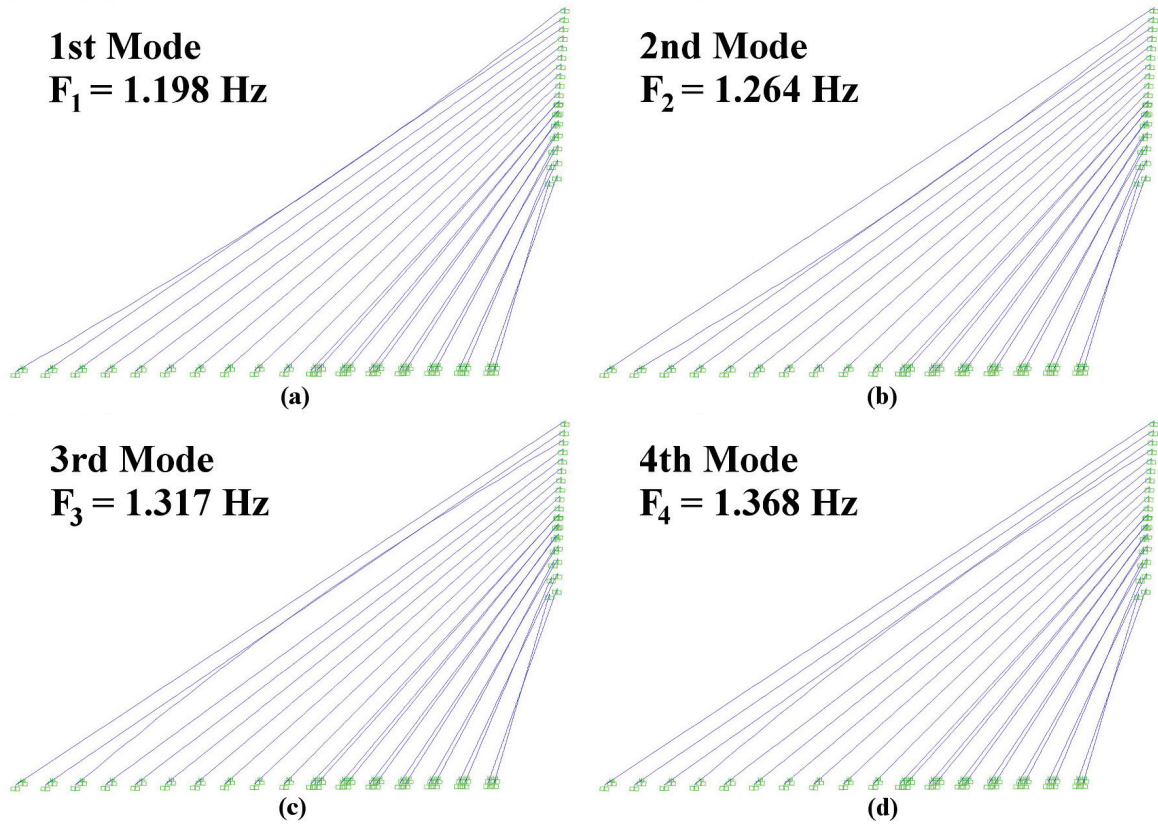 1st Mode
F₁ = 1.198 Hz
2nd Mode
F₂ = 1.264 Hz
(a)
(b)
3rd Mode
F₃ = 1.317 Hz
4th Mode
F₄ = 1.368 Hz
(c)
(d)